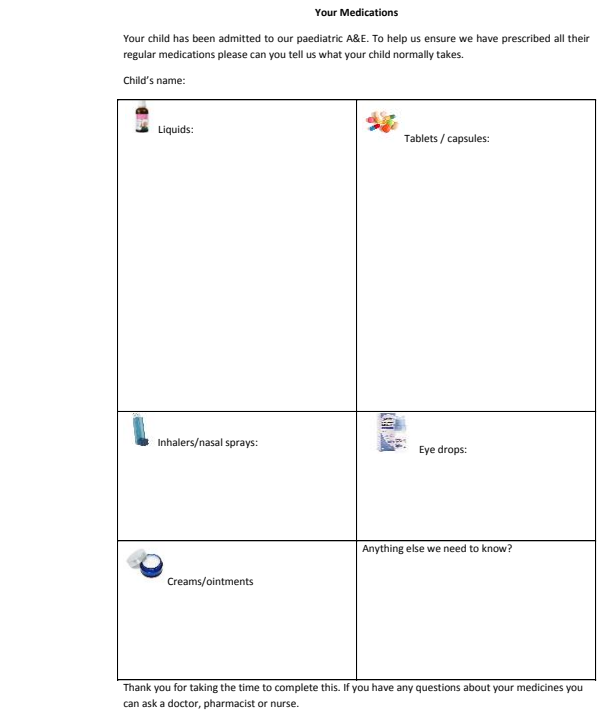 Your Medications
Your child has been admitted to our paediatric A&E. To help us ensure we have prescribed all their
regular medications please can you tell us what your child normally takes.
Child's name:
Liquids:
Tablets / capsules:
Inhalers/nasal sprays:
Eye drops:
Creams/ointments
Anything else we need to know?
Thank you for taking the time to complete this. If you have any questions about your medicines you
can ask a doctor, pharmacist or nurse.